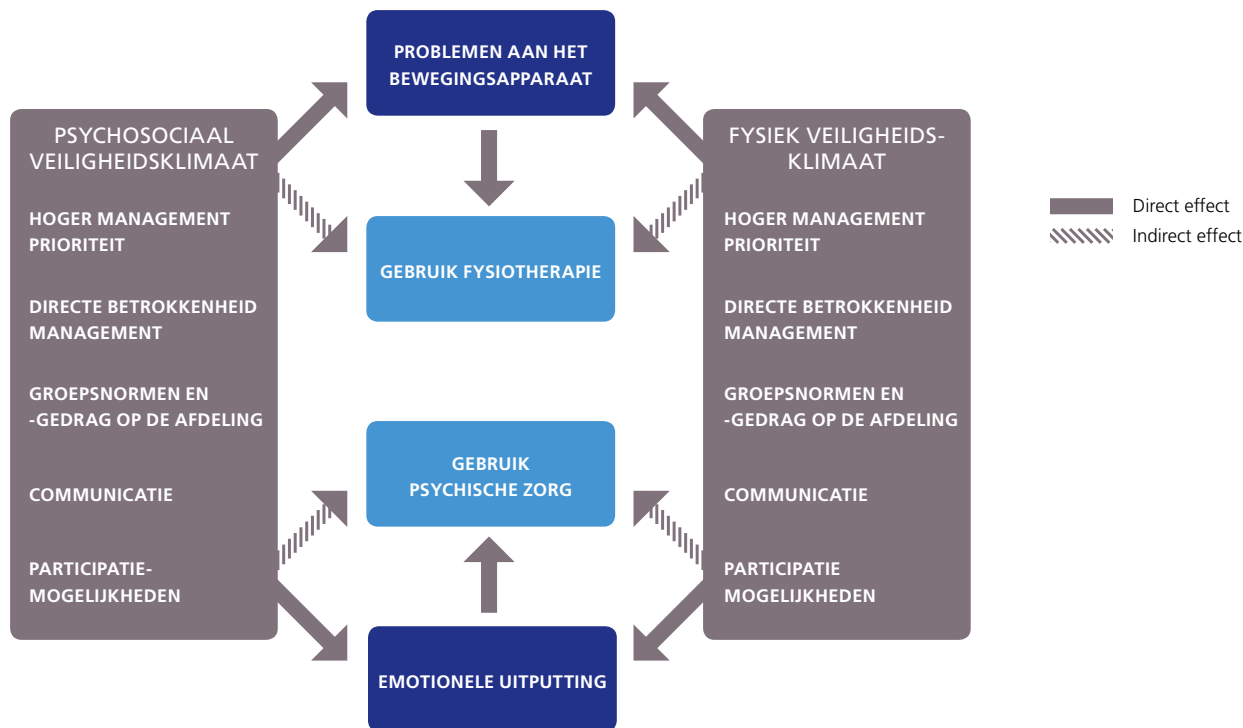 PROBLEMEN AAN HET
BEWEGINGSAPPARAAT
PSYCHOSOCIAAL
VEILIGHEIDSKLIMAAT
HOGER MANAGEMENT
PRIORITEIT
DIRECTE BETROKKENHEID
MANAGEMENT
GROEPSNORMEN EN
-GEDRAG OP DE AFDELING
COMMUNICATIE
PARTICIPATIE-
MOGELIJKHEDEN
GEBRUIK FYSIOTHERAPIE
GEBRUIK
PSYCHISCHE ZORG
EMOTIONELE UITPUTTING
FYSIEK VEILIGHEIDS-
KLIMAAT
HOGER MANAGEMENT
PRIORITEIT
DIRECTE BETROKKENHEID
MANAGEMENT
GROEPSNORMEN EN
-GEDRAG OP DE AFDELING
COMMUNICATIE
PARTICIPATIE
MOGELIJKHEDEN
Direct effect
Indirect effect